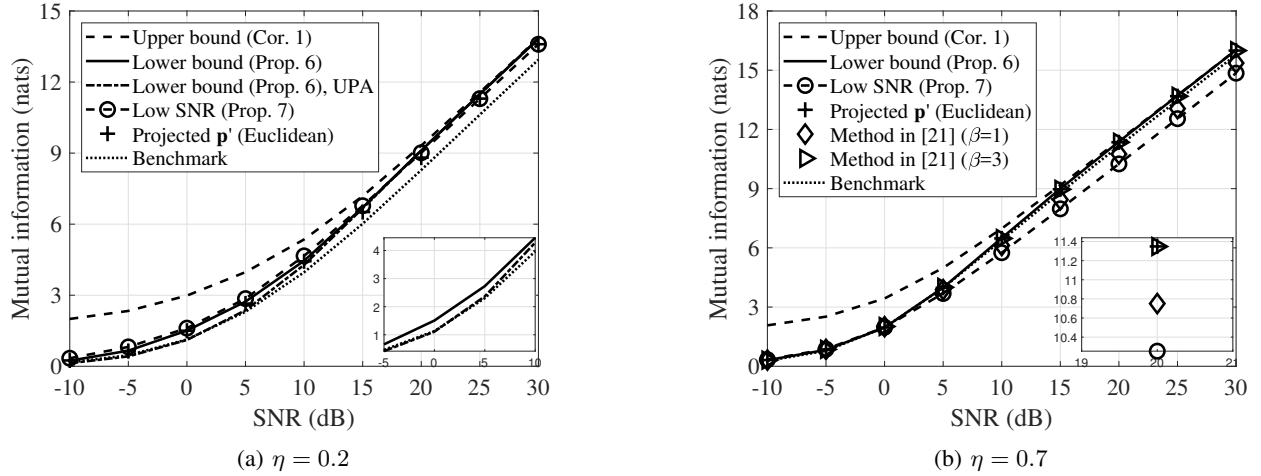 15
12
9
6
3
0
Mutual information (nats)
Upper bound (Cor. 1)
Lower bound (Prop. 6)
Lower bound (Prop. 6), UPA
Low SNR (Prop. 7)
Projected p' (Euclidean)
Benchmark
4
3
2
1
-5 0 5 10
-10 -5 0 5 10 15 20 25 30
SNR (dB)
(a) η = 0.2
18
15
12
9
6
3
0
Mutual information (nats)
Upper bound (Cor. 1)
Lower bound (Prop. 6)
Low SNR (Prop. 7)
Projected p' (Euclidean)
Method in [21] (β=1)
Method in [21] (β=3)
Benchmark
11.4
11.2
11
10.8
10.6
10.4
19 20 21
-10 -5 0 5 10 15 20 25 30
SNR (dB)
(b) η = 0.7